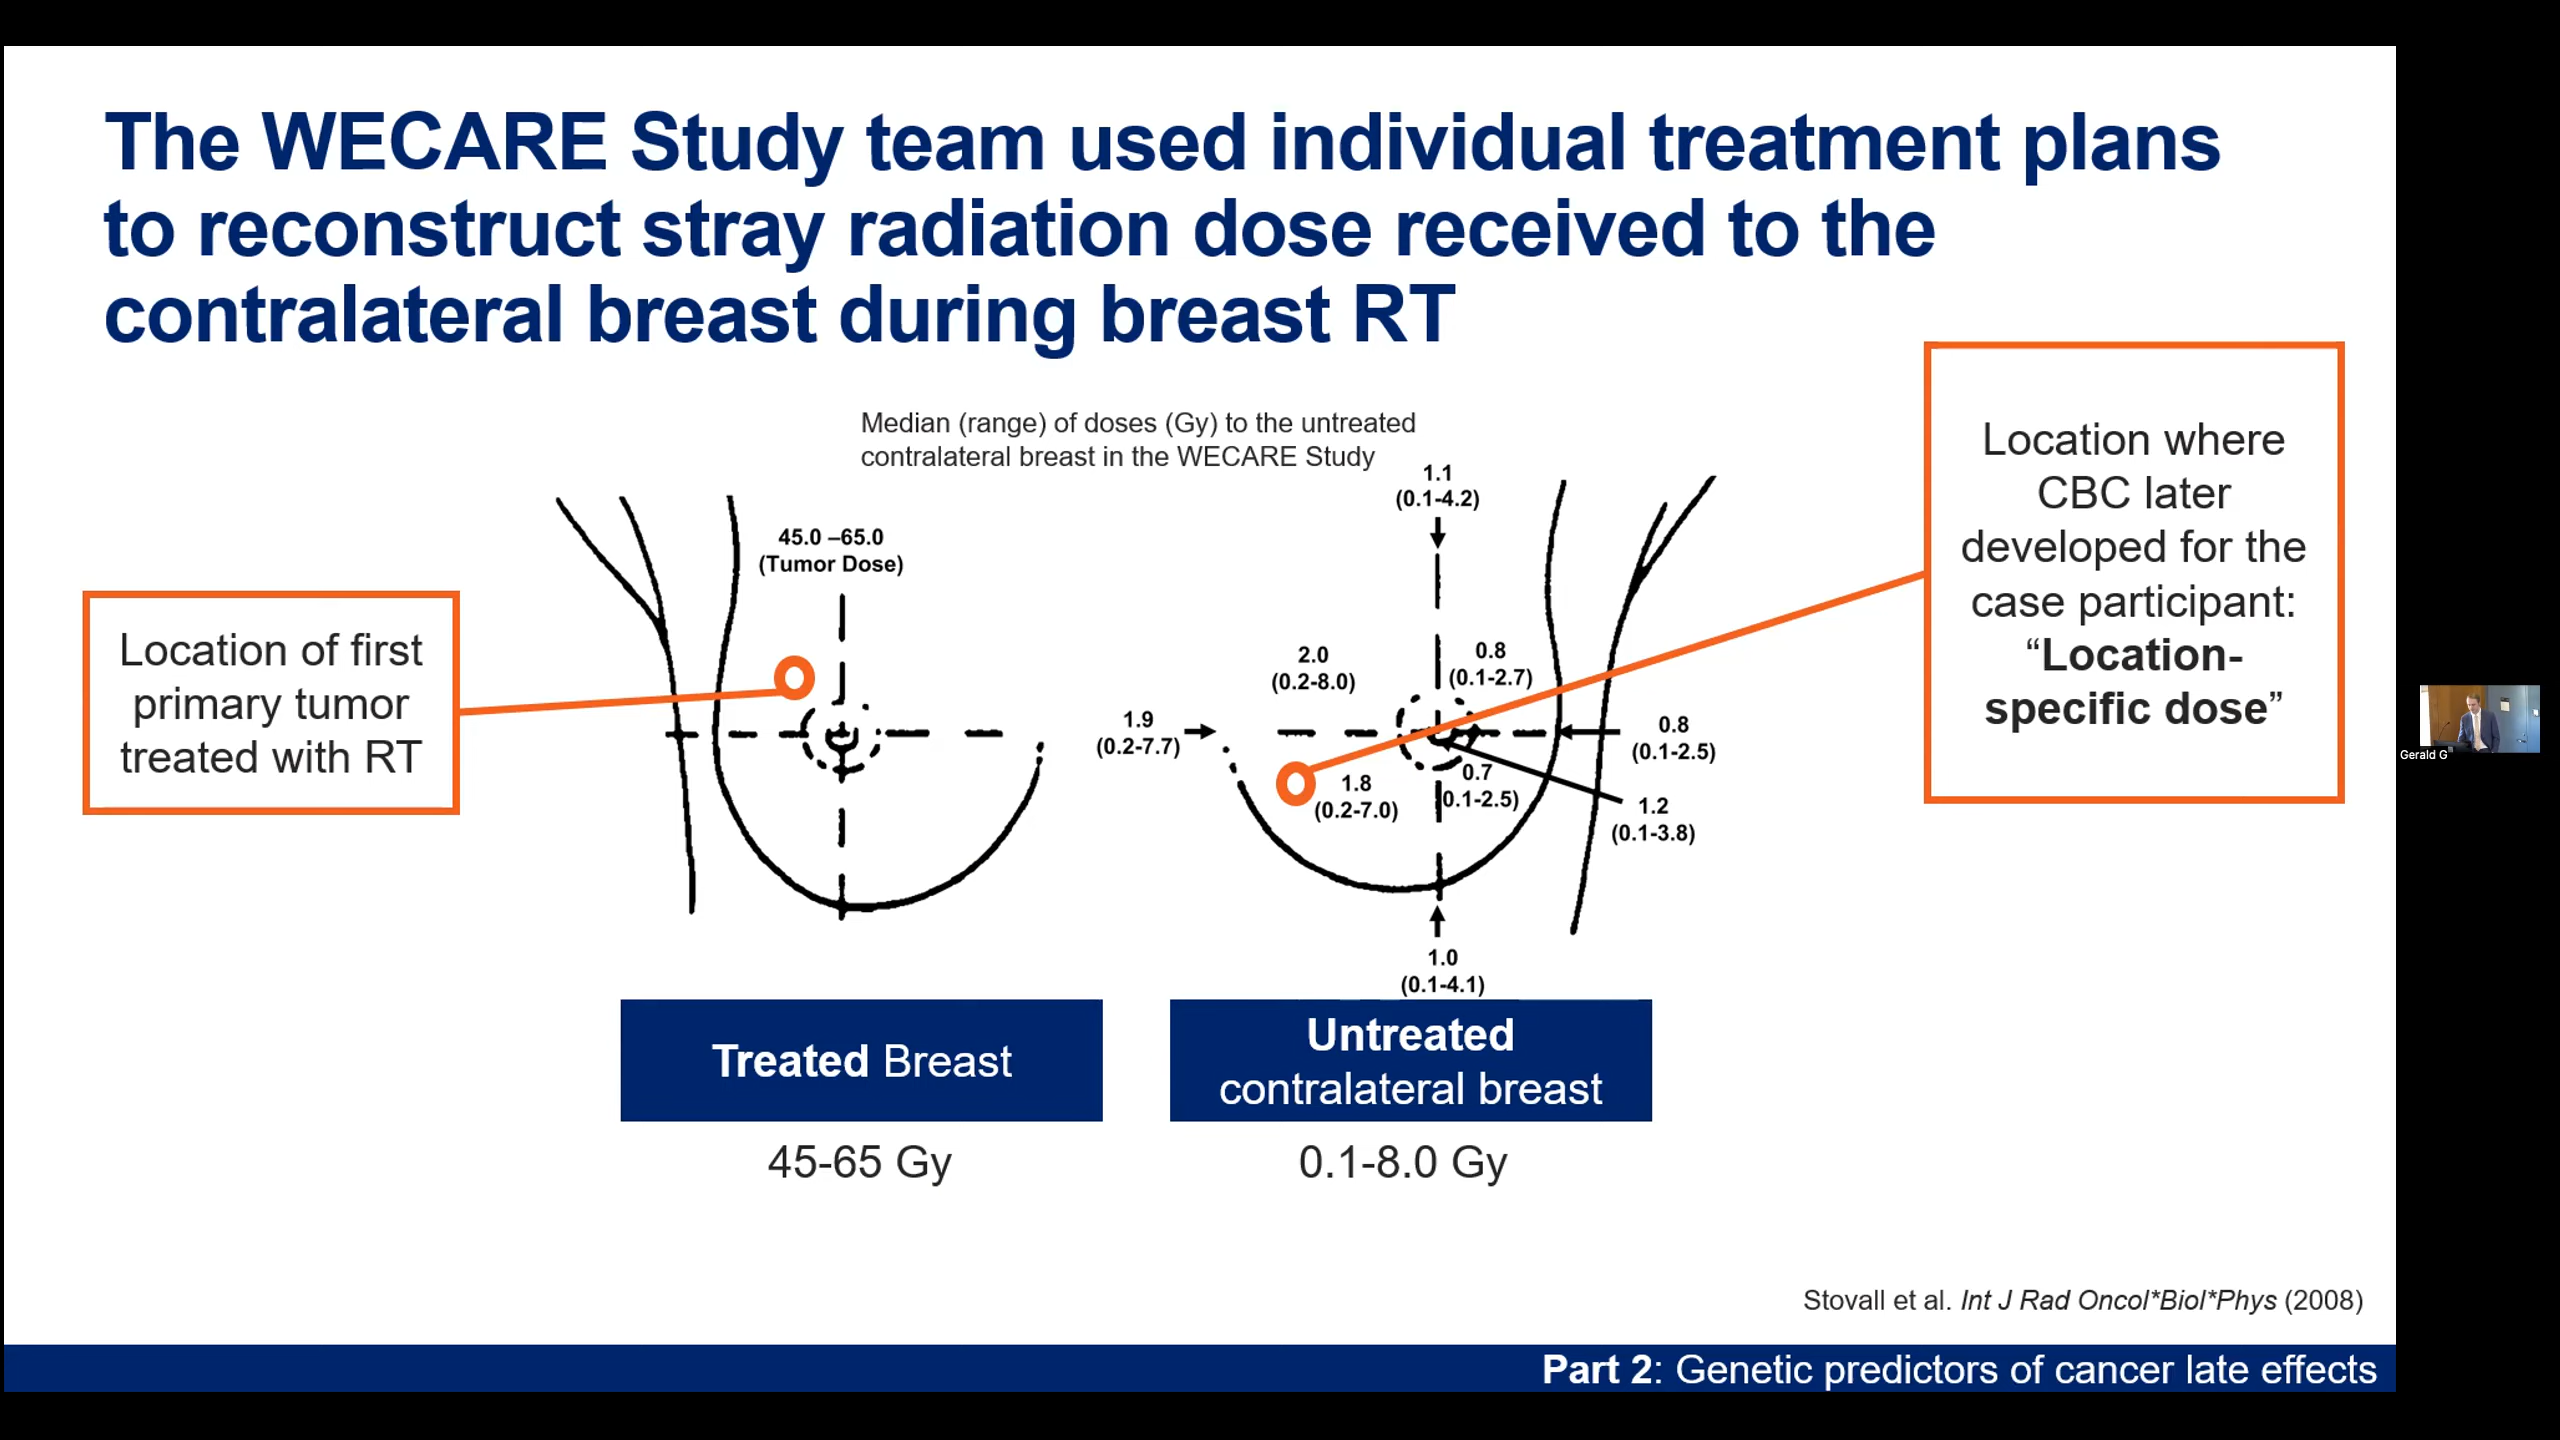 The WECARE Study team used individual treatment plans
to reconstruct stray radiation dose received to the
contralateral breast during breast RT
Median (range) of doses (Gy) to the untreated
contralateral breast in the WECARE Study
Location of first
primary tumor
treated with RT
45.0 –65.0
(Tumor Dose)
1.1
(0.1-4.2)
2.0
(0.2-8.0)
0.8
(0.1-2.7)
1.9
(0.2-7.7)
0.8
(0.1-2.5)
1.8
(0.2-7.0)
0.7
0.1-2.5)
1.2
(0.1-3.8)
1.0
(0.1-4.1)
Location where
CBC later
developed for the
case participant:
“Location-
specific dose”
Treated Breast
45-65 Gy
Untreated
contralateral breast
0.1-8.0 Gy
Stovall et al. Int J Rad Oncol*Biol*Phys (2008)
Part 2: Genetic predictors of cancer late effects
Gerald G